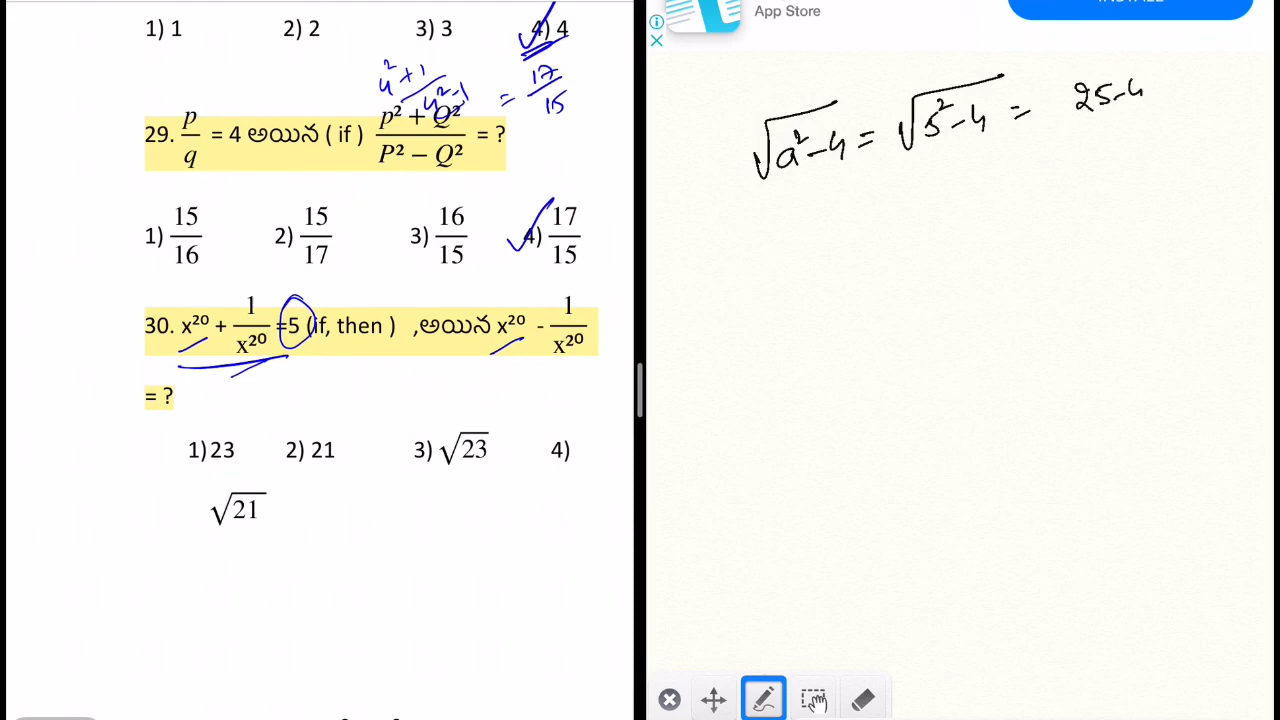 1) 1 2) 2 3) 3 4) 4
4²+1 / 4²-1 = 17/15
29. p/q = 4 అయిన ( if ) p² + Q² / P² − Q² = ?
1) 15/16 2) 15/17 3) 16/15 4) 17/15
30. x²⁰ + 1/x²⁰ =5 (if, then ) ,అయిన x²⁰ - 1/x²⁰
= ?
1) 23 2) 21 3) √23 4)
√21
App Store
INSTALL
√a²-4 = √5²-4 = 25-4